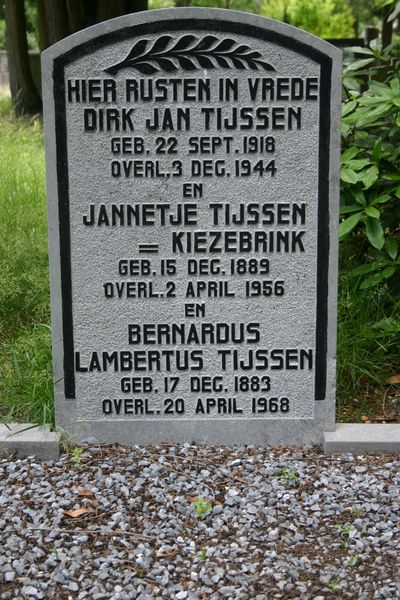 HIER RUSTEN IN VREDE
DIRK JAN TIJSSEN
GEB. 22 SEPT. 1918
OVERL, 3 DEC. 1944
EN
JANNETJE TIJSSEN
= KIEZEBRINK
GEB. 15 DEC. 1889
OVERL. 2 APRIL 1956
EN
BERNARDUS
LAMBERTUS TIJSSEN
GEB. 17 DEC. 1883
OVERL. 20 APRIL 1968